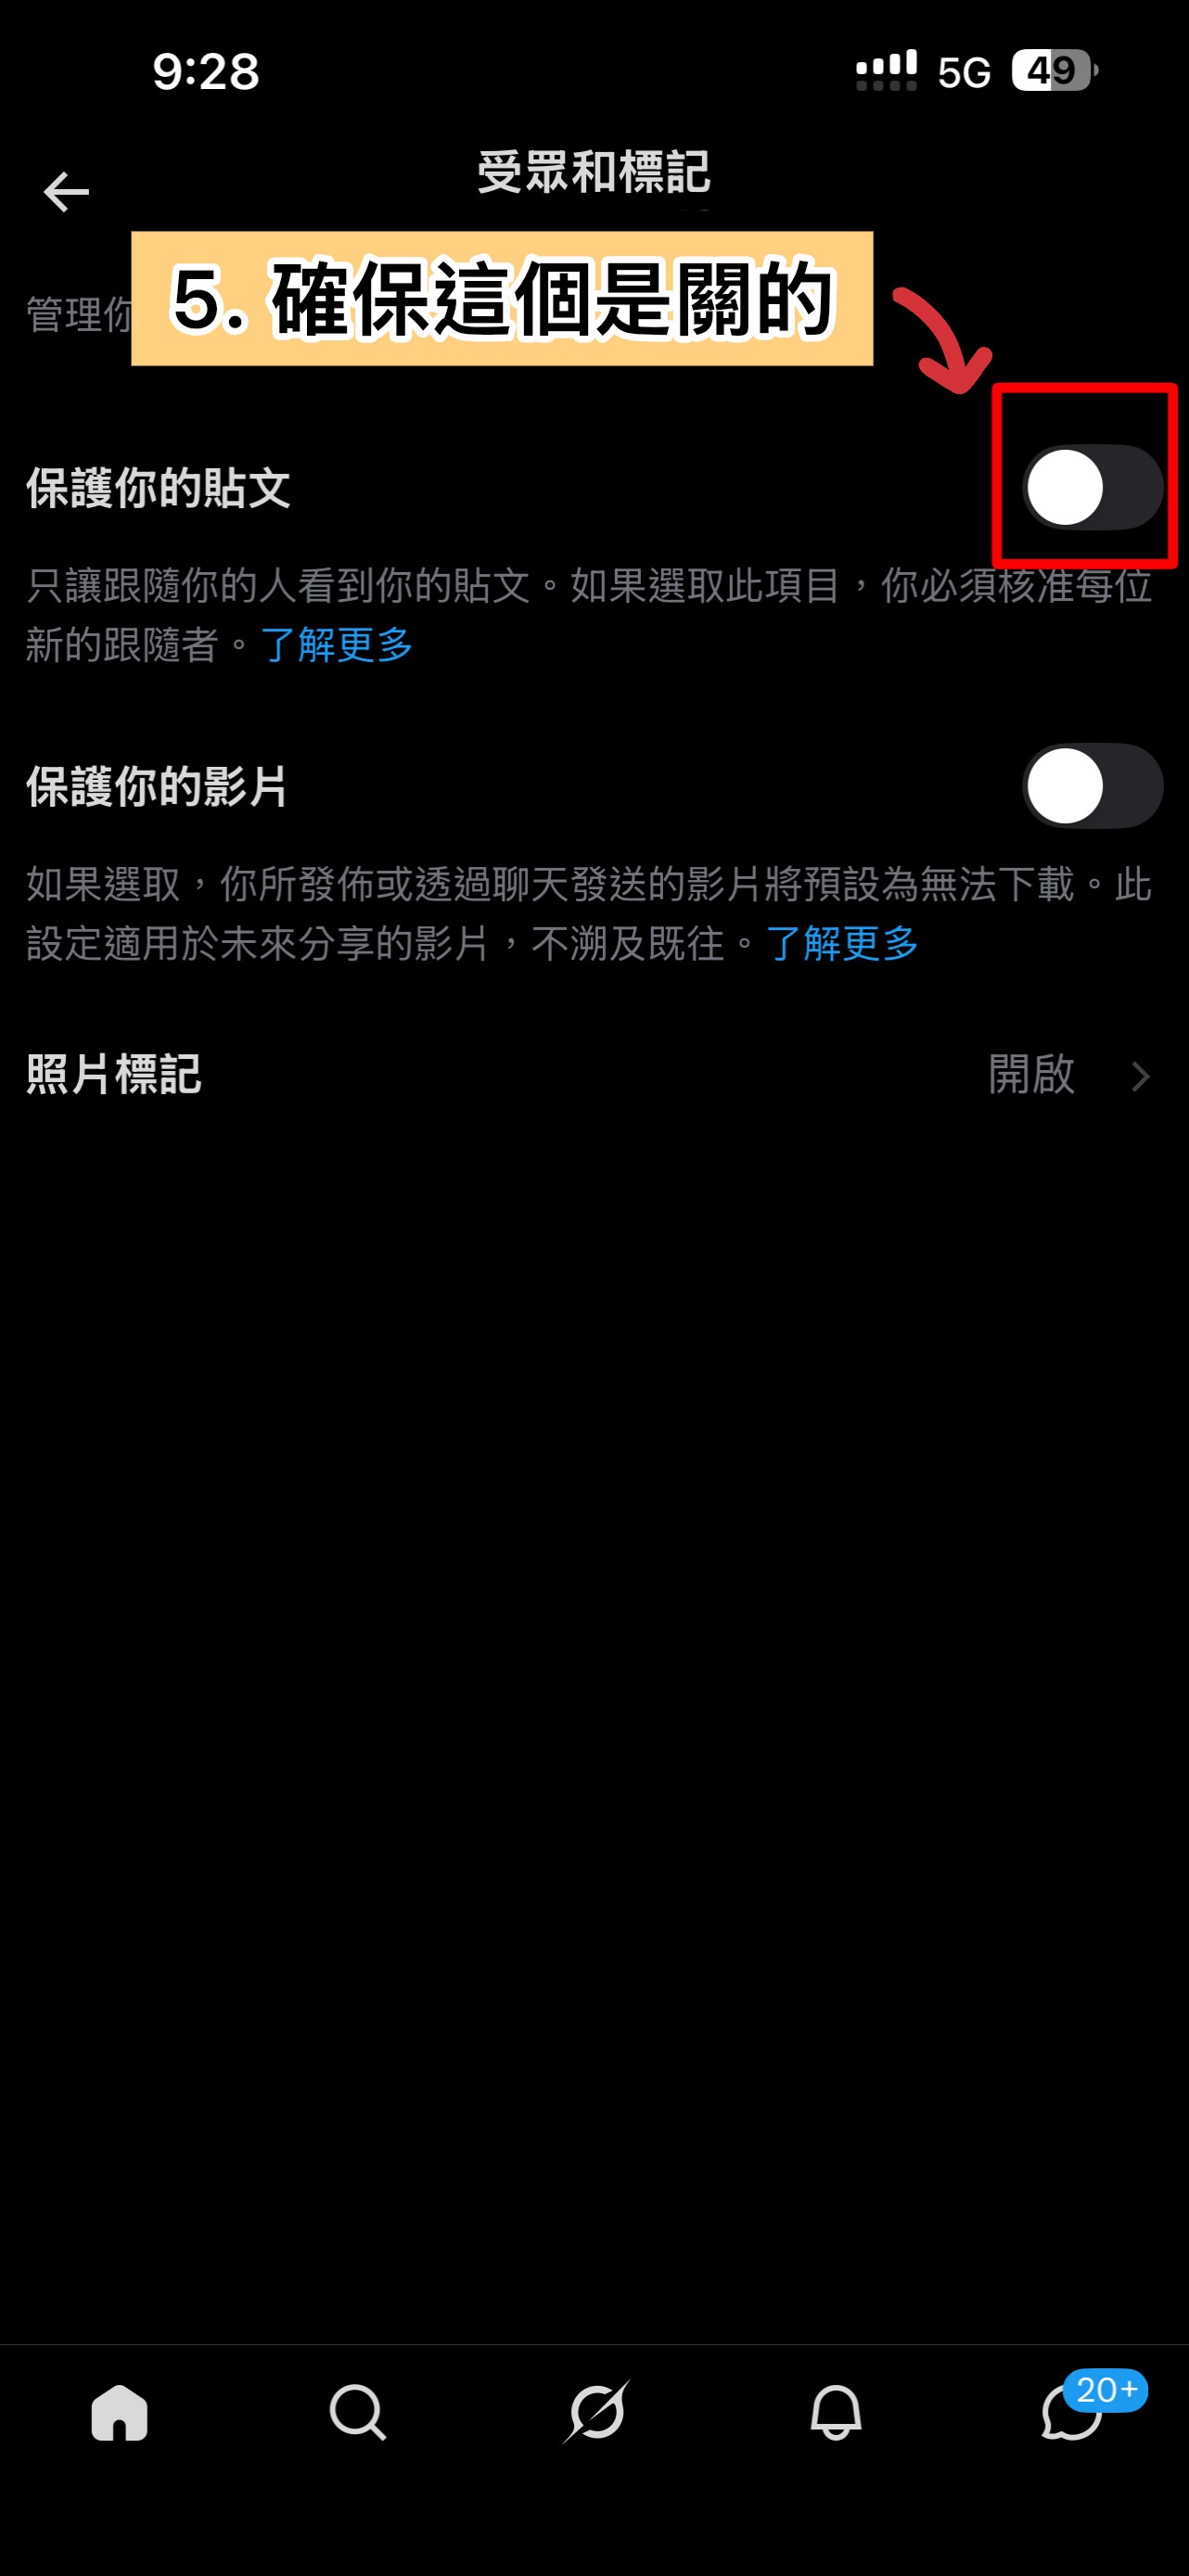 9:28
5G
49
受眾和標記
管理你
5. 確保這個是關的
保護你的貼文
只讓跟隨你的人看到你的貼文。如果選取此項目，你必須核准每位
新的跟隨者。了解更多
保護你的影片
如果選取，你所發佈或透過聊天發送的影片將預設為無法下載。此
設定適用於未來分享的影片，不溯及既往。了解更多
照片標記
開啟
20+